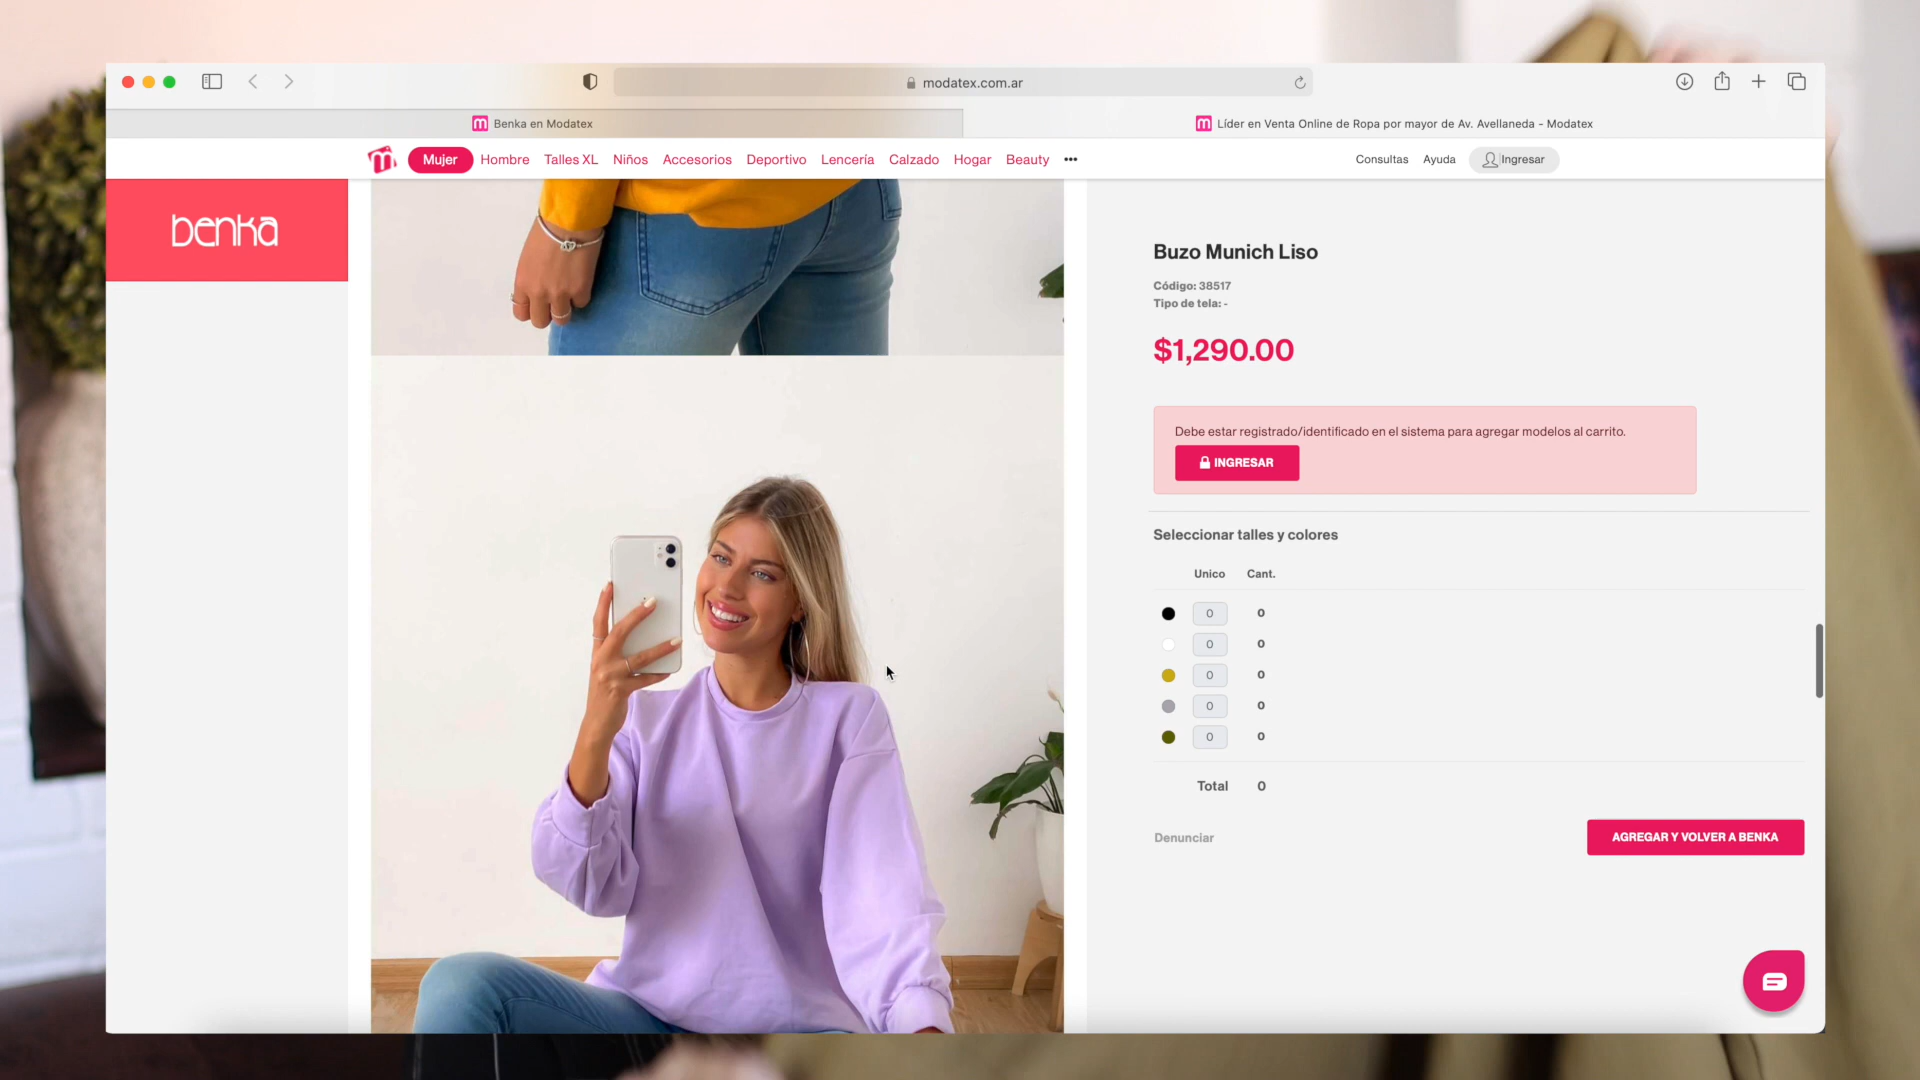 modatex.com.ar
Benka en Modatex
Líder en Venta Online de Ropa por mayor de Av. Avellaneda - Modatex
Mujer Hombre Talles XL Niños Accesorios Deportivo Lencería Calzado Hogar Beauty •••
Consultas Ayuda Ingresar
benka
Buzo Munich Liso
Código: 38517
Tipo de tela: -
$1,290.00
Debe estar registrado/identificado en el sistema para agregar modelos al carrito.
INGRESAR
Seleccionar talles y colores
Unico Cant.
0 0
0 0
0 0
0 0
0 0
Total 0
Denunciar
AGREGAR Y VOLVER A BENKA